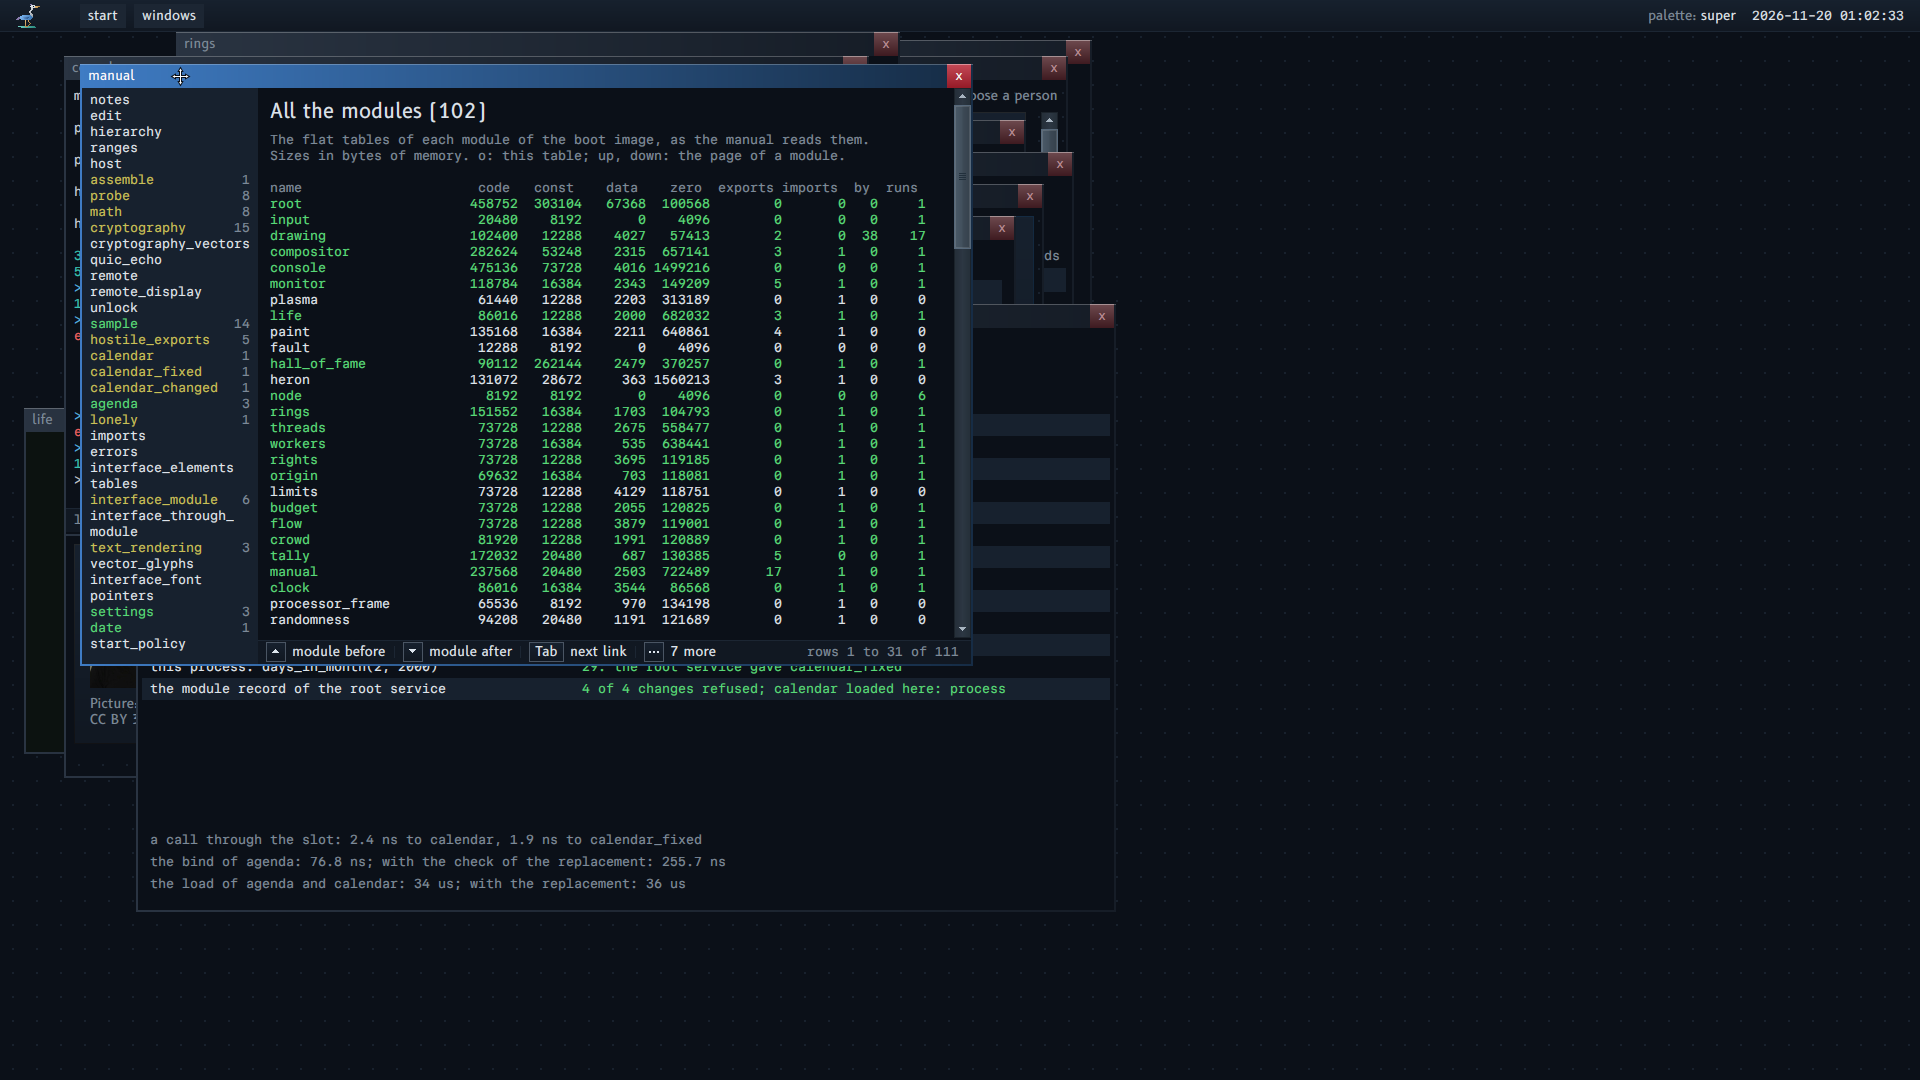 start windows palette: super 2026-11-20 01:02:33
rings x
x
x
manual x
ose a person
notes
edit
hierarchy
ranges
host
assemble 1
probe 8
math 8
cryptography 15
cryptography_vectors
quic_echo
remote
remote_display
unlock
sample 14
hostile_exports 5
calendar 1
calendar_fixed 1
calendar_changed 1
agenda 3
lonely 1
imports
errors
interface_elements
tables
interface_module 6
interface_through_
module
text_rendering 3
vector_glyphs
interface_font
pointers
settings 3
date 1
start_policy
All the modules [102]
The flat tables of each module of the boot image, as the manual reads them.
Sizes in bytes of memory. o: this table; up, down: the page of a module.
name code const data zero exports imports by runs
root 458752 303104 67368 100568 0 0 0 1
input 20480 8192 0 4096 0 0 0 1
drawing 102400 12288 4027 57413 2 0 38 17
compositor 282624 53248 2315 657141 3 1 0 1
console 475136 73728 4016 1499216 0 0 0 1
monitor 118784 16384 2343 149209 5 1 0 1
plasma 61440 12288 2203 313189 0 1 0 0
life 86016 12288 2000 682032 3 1 0 1
paint 135168 16384 2211 640861 4 1 0 0
fault 12288 8192 0 4096 0 0 0 0
hall_of_fame 90112 262144 2479 370257 0 1 0 1
heron 131072 28672 363 1560213 3 1 0 0
node 8192 8192 0 4096 0 0 0 6
rings 151552 16384 1703 104793 0 1 0 1
threads 73728 12288 2675 558477 0 1 0 1
workers 73728 16384 535 638441 0 1 0 1
rights 73728 12288 3695 119185 0 1 0 1
origin 69632 16384 703 118081 0 1 0 1
limits 73728 12288 4129 118751 0 1 0 0
budget 73728 12288 2055 120825 0 1 0 1
flow 73728 12288 3879 119001 0 1 0 1
crowd 81920 12288 1991 120889 0 1 0 1
tally 172032 20480 687 130385 5 0 0 1
manual 237568 20480 2503 722489 17 1 0 1
clock 86016 16384 3544 86568 0 1 0 1
processor_frame 65536 8192 970 134198 0 1 0 0
randomness 94208 20480 1191 121689 0 1 0 0
module before module after Tab next link ... 7 more rows 1 to 31 of 111
x
x
x
x
ds
x
life
this process: days_in_month(2, 2000) 29: the root service gave calendar_fixed
the module record of the root service 4 of 4 changes refused; calendar loaded here: process
Picture:
CC BY
a call through the slot: 2.4 ns to calendar, 1.9 ns to calendar_fixed
the bind of agenda: 76.8 ns; with the check of the replacement: 255.7 ns
the load of agenda and calendar: 34 us; with the replacement: 36 us